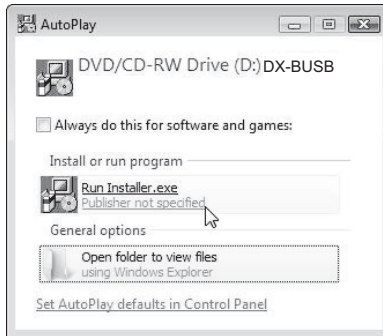 AutoPlay
DVD/CD-RW Drive (D:) DX-BUSB
Always do this for software and games:
Install or run program
Run Installer.exe
Publisher not specified
General options
Open folder to view files
using Windows Explorer
Set AutoPlay defaults in Control Panel